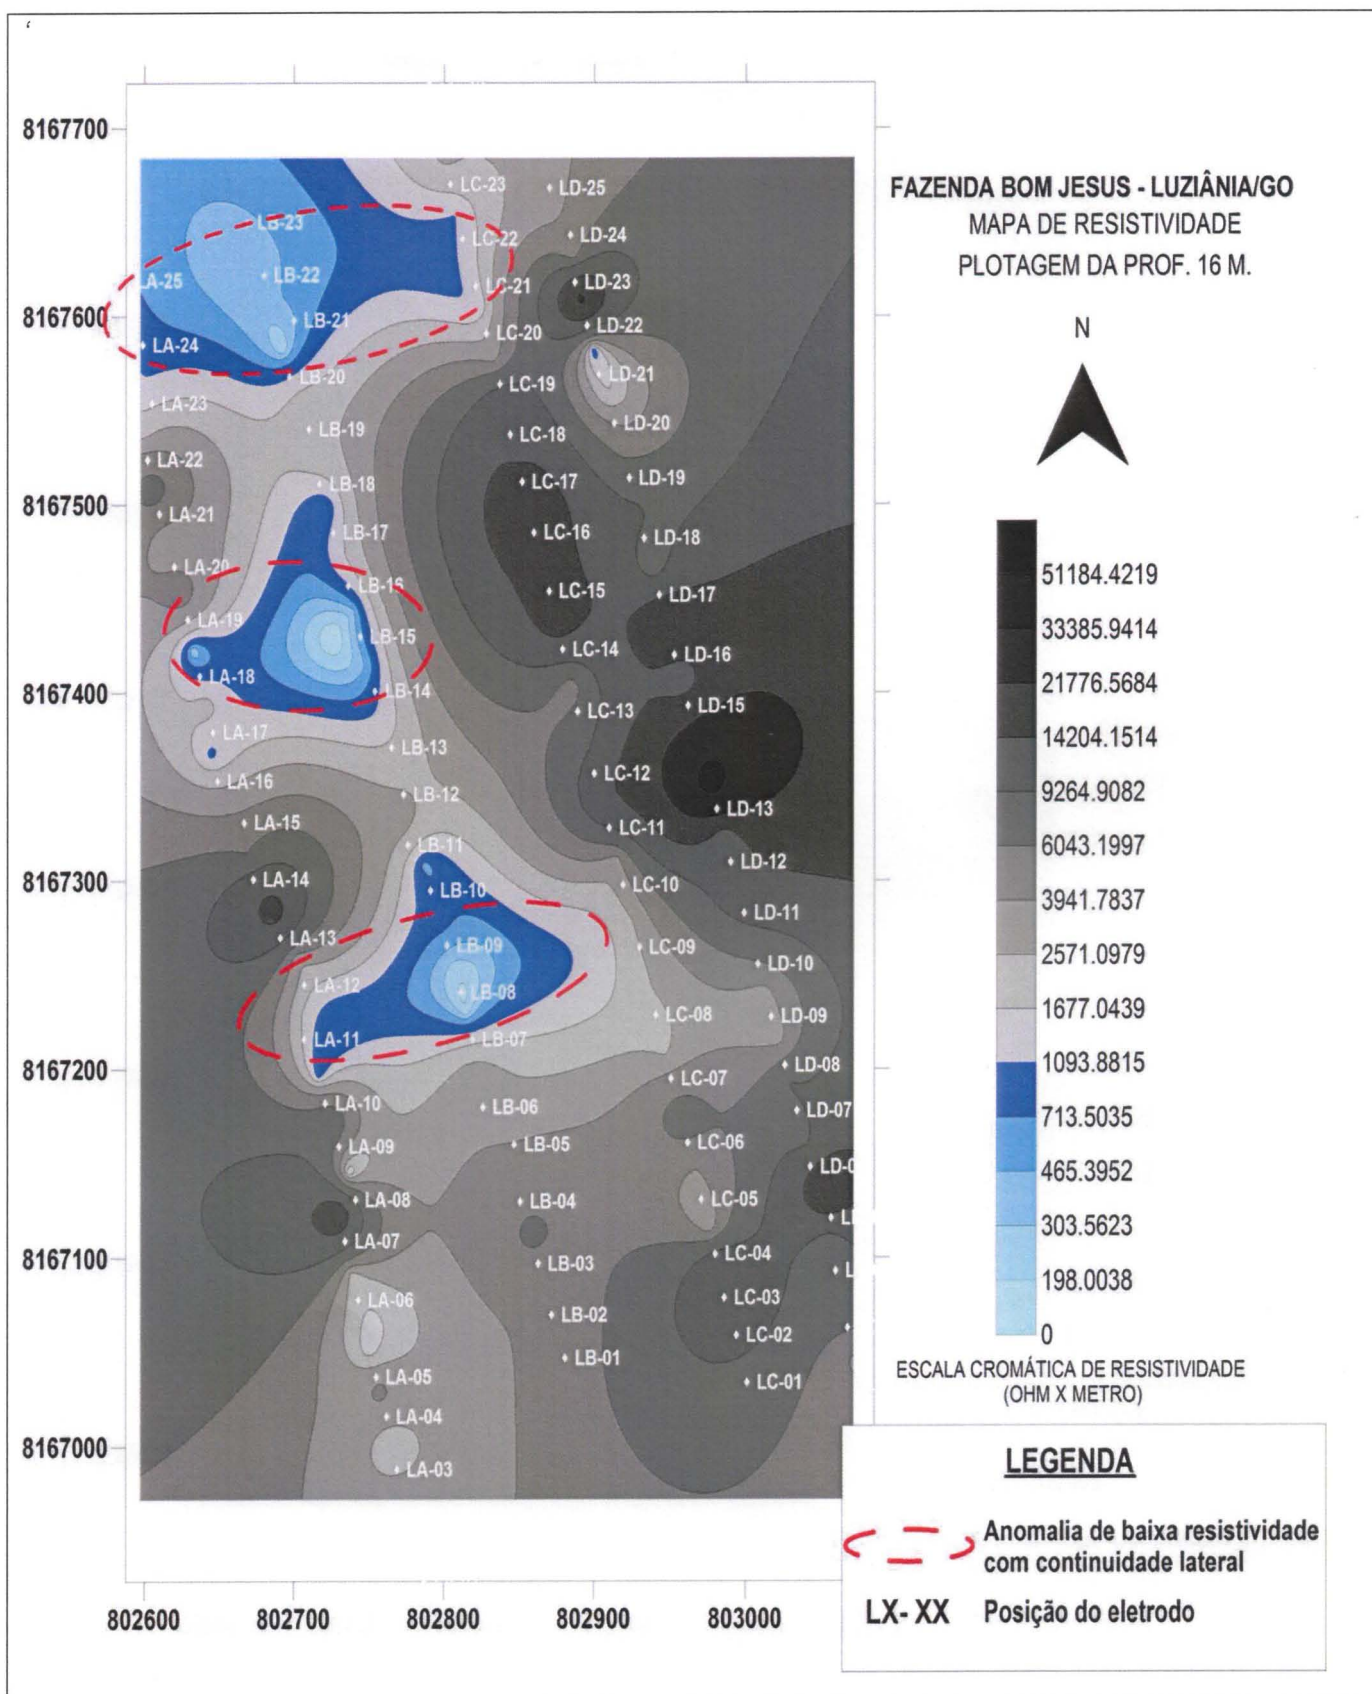 8167700
8167600
8167500
8167400
8167300
8167200
8167100
8167000
802600 802700 802800 802900 803000
LC-23 LD-25
LB-23 LD-24
LC-22
LA-25 LB-22 LC-21 LD-23
LB-21 LC-20 LD-22
LA-24
LB-20 LC-19 LD-21
LA-23
LB-19 LC-18 LD-20
LA-22
LB-18 LC-17 LD-19
LA-21
LB-17 LC-16 LD-18
LA-20
LB-16 LC-15 LD-17
LA-19
LB-15 LC-14 LD-16
LA-18
LB-14 LC-13 LD-15
LA-17
LB-13
LA-16 LC-12
LB-12 LD-13
LA-15 LC-11
LB-11 LD-12
LA-14 LB-10 LC-10
LD-11
LA-13 LB-09 LC-09
LD-10
LA-12 LB-08
LC-08 LD-09
LA-11 LB-07
LD-08
LC-07
LA-10 LB-06 LD-07
LA-09 LB-05 LC-06
LD-0
LA-08 LB-04 LC-05
LA-07
LB-03 LC-04
LA-06 LC-03
LB-02
LC-02
LB-01
LA-05 LC-01
LA-04
LA-03
FAZENDA BOM JESUS - LUZIÂNIA/GO
MAPA DE RESISTIVIDADE
PLOTAGEM DA PROF. 16 M.
N
51184.4219
33385.9414
21776.5684
14204.1514
9264.9082
6043.1997
3941.7837
2571.0979
1677.0439
1093.8815
713.5035
465.3952
303.5623
198.0038
0
ESCALA CROMÁTICA DE RESISTIVIDADE
(OHM X METRO)
LEGENDA
Anomalia de baixa resistividade
com continuidade lateral
LX- XX Posição do eletrodo